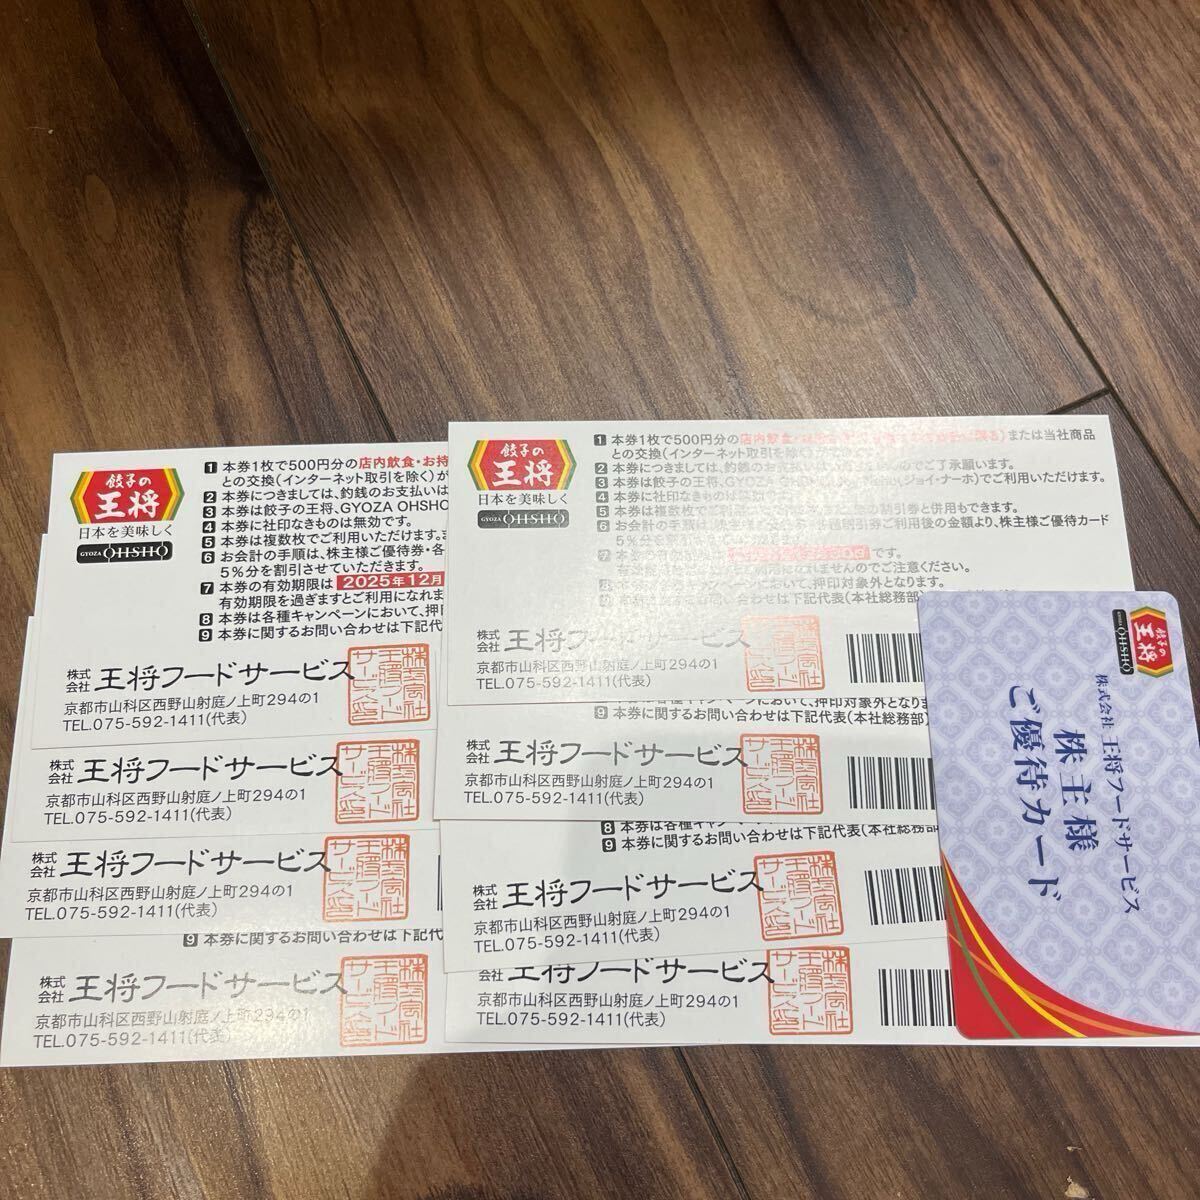 餃子の
王将
日本を美味しく
GYOZA OHSHO
1 本券1枚で500円分の店内飲食・お持
との交換(インターネット取引を除く)が
2 本券につきましては、釣銭のお支払いは
3 本券は餃子の王将、GYOZA OHSHO
4 本券に社印なきものは無効です。
5 本券は複数枚でご利用いただけます。
6 お会計の手順は、株主様ご優待券・各
5%分を割引させていただきます。
7 本券の有効期限は 2025年12月
有効期限を過ぎますとご利用になれま
8 本券は各種キャンペーンにおいて、押
9 本券に関するお問い合わせは下記代
株式会社 王将フードサービス
京都市山科区西野山射庭ノ上町294の1
TEL.075-592-1411(代表)
株式会社 王将フードサービス
京都市山科区西野山射庭ノ上町294の1
TEL.075-592-1411(代表)
株式会社 王将フードサービス
京都市山科区西野山射庭ノ上町294の1
TEL.075-592-1411(代表)
9 本券に関するお問い合わせは下記代
株式会社 王将フードサービス
京都市山科区西野山射庭ノ上町294の1
TEL.075-592-1411(代表)
餃子の
王将
日本を美味しく
GYOZA OHSHO
1 本券1枚で500円分の店内飲食・または当社商品
との交換(インターネット取引を除く)が
2 本券につきましては、釣銭のお支払のでご了承願います。
3 本券は餃子の王将、GYOZA (ジョイ・ナーホ)でご利用いただけます。
4 本券に社印なきものは無効
5 本券は複数枚でご利の割引券と併用もできます。
6 お会計の手順は、株主様割引券ご利用後の金額より、株主様ご優待カード
5%分を割引
7 本券の有効期限は です。
になれませんのでご注意ください。
8 において、押印対象外となります。
9 わせは下記代表(本社総務部)
株式会社 王将フードサービス
京都市山科区西野山射庭ノ上町294の1
TEL.075-592-1411(代表)
において、押印対象外となりま
9 本券に関するお問い合わせは下記代表(本社総務部)
株式会社 王将フードサービス
京都市山科区西野山射庭ノ上町294の1
TEL.075-592-1411(代表)
8 本券は各種キャンペ
9 本券に関するお問い合わせは下記代表(本社総務部
株式会社 王将フードサービス
京都市山科区西野山射庭ノ上町294の1
TEL.075-592-1411(代表)
会社 王将フードサービス
京都市山科区西野山射庭ノ上町294の1
TEL.075-592-1411(代表)
餃子の
王将
GYOZA OHSHO
株式会社 王将フードサービス
株主様
ご優待カード